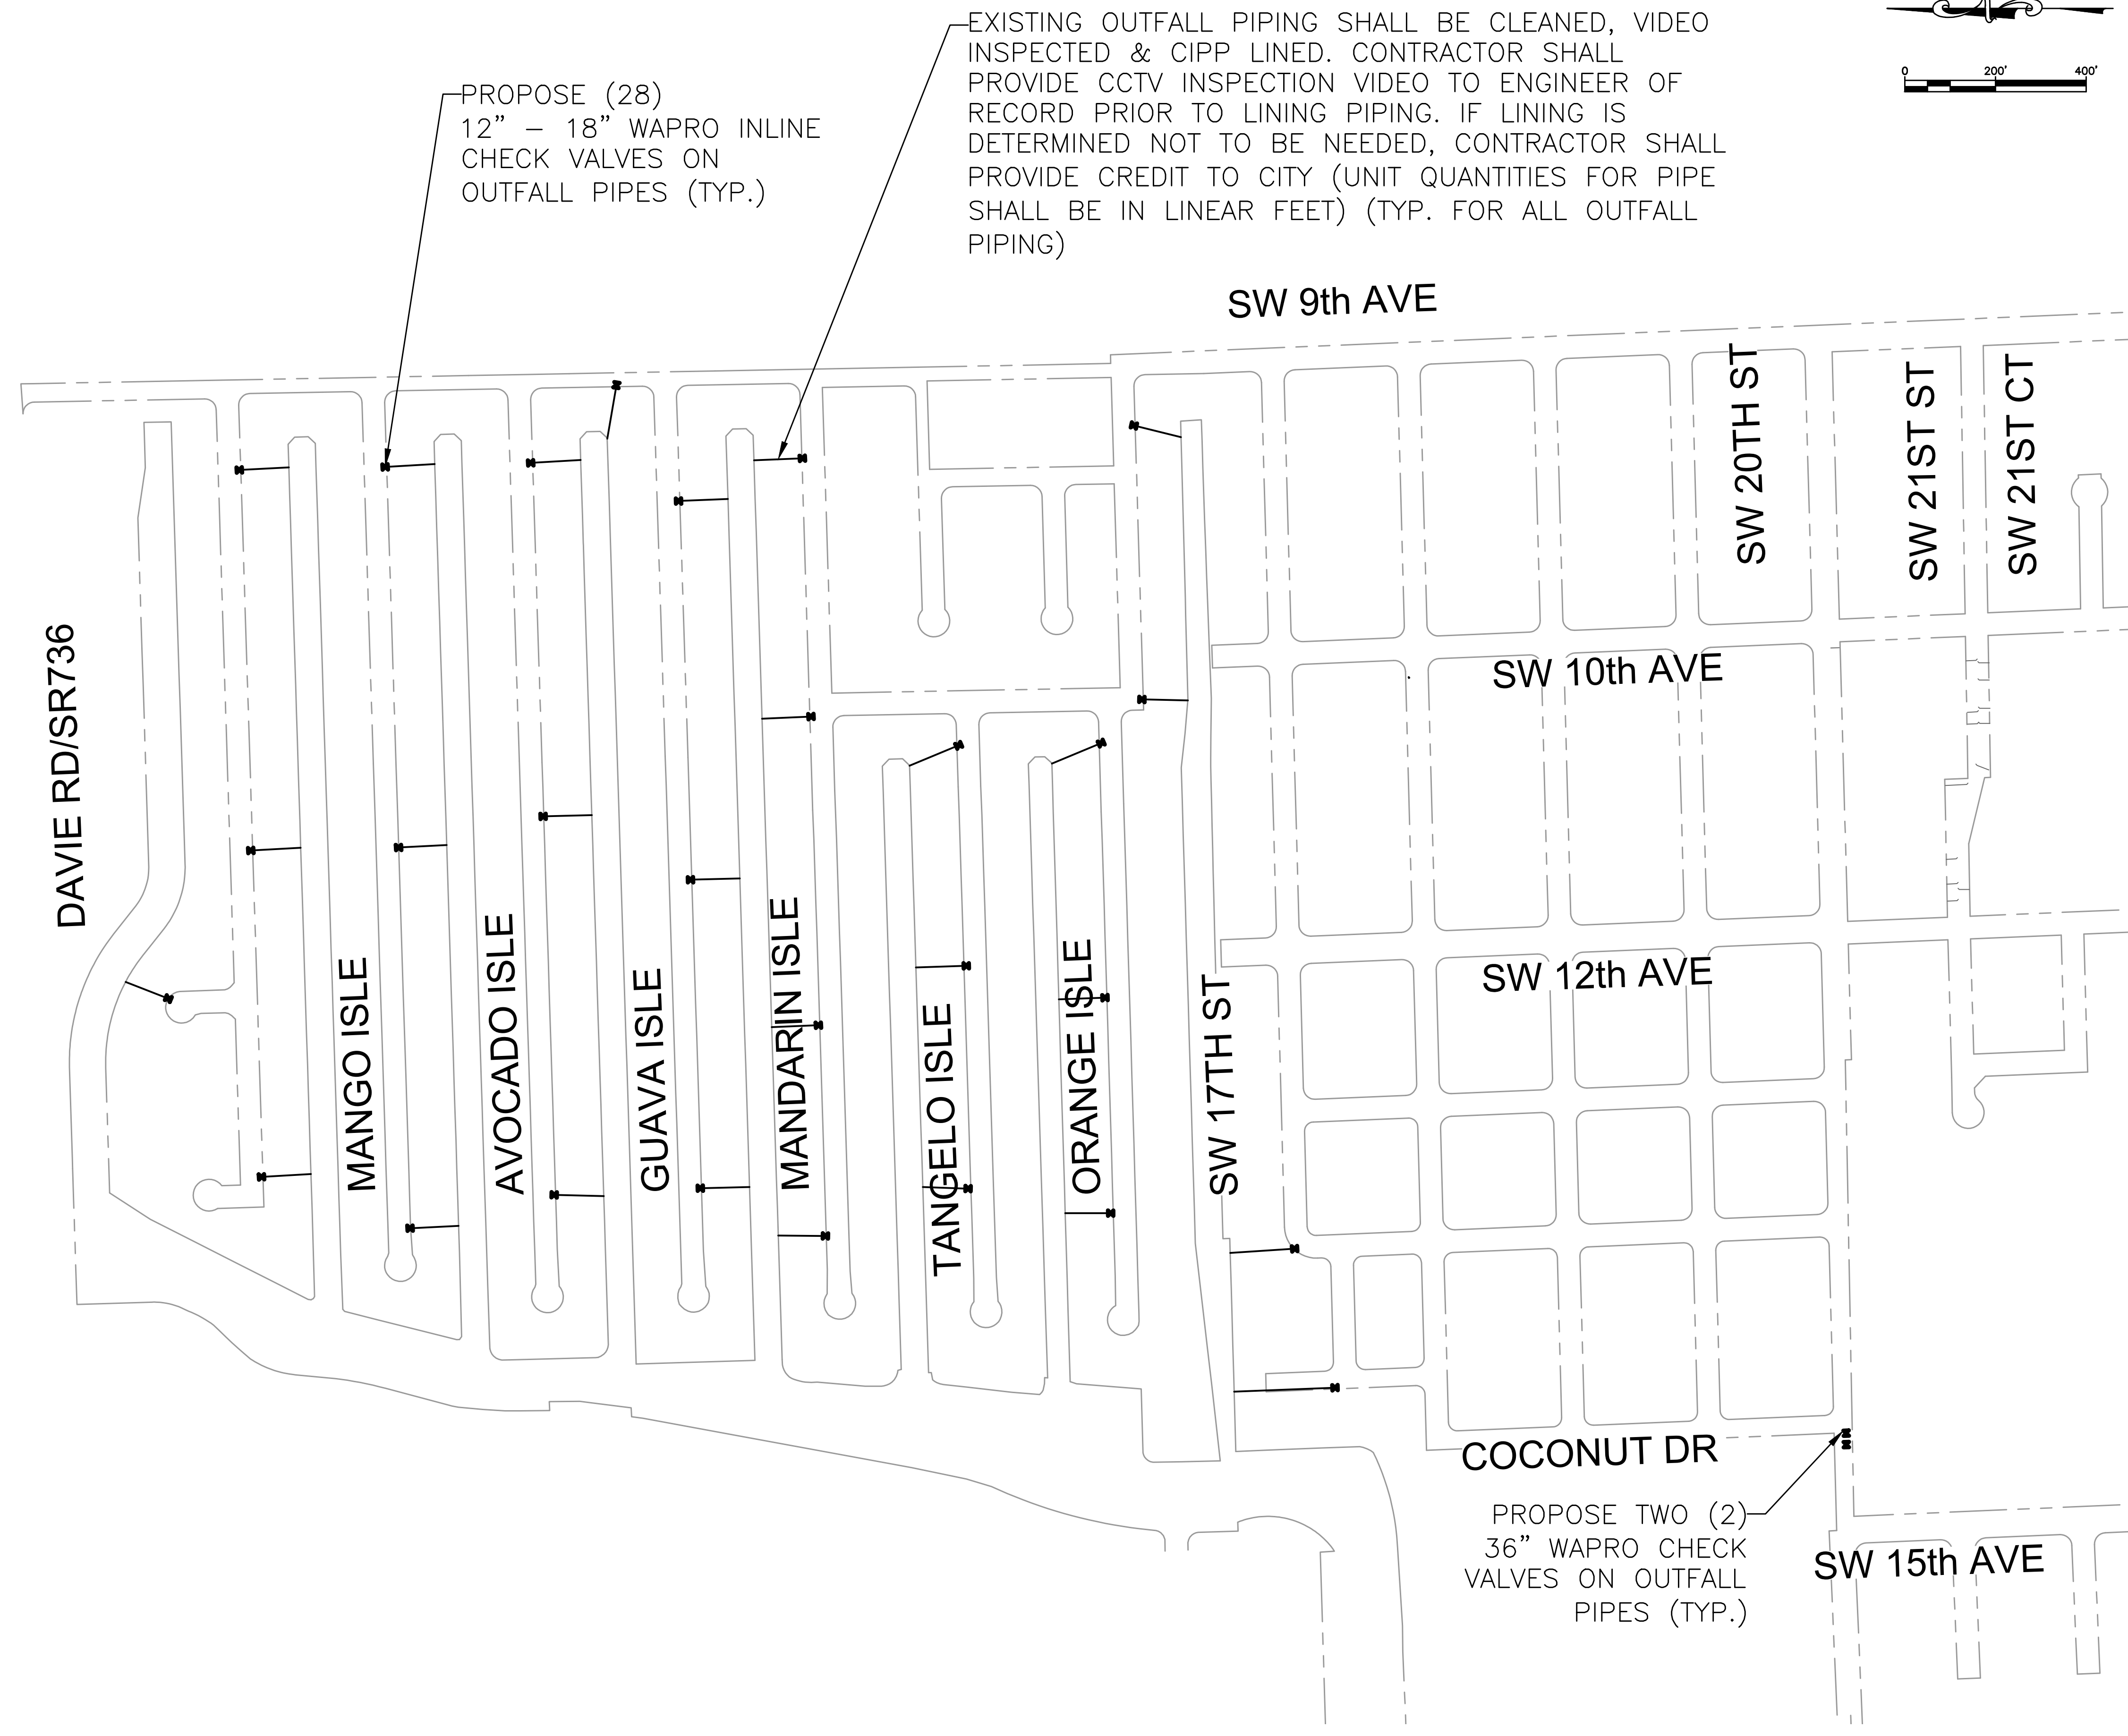 EXISTING OUTFALL PIPING SHALL BE CLEANED, VIDEO
INSPECTED & CIPP LINED. CONTRACTOR SHALL
PROVIDE CCTV INSPECTION VIDEO TO ENGINEER OF
RECORD PRIOR TO LINING PIPING. IF LINING IS
DETERMINED NOT TO BE NEEDED, CONTRACTOR SHALL
PROVIDE CREDIT TO CITY (UNIT QUANTITIES FOR PIPE
SHALL BE IN LINEAR FEET) (TYP. FOR ALL OUTFALL
PIPING)
0 200' 400'
PROPOSE (28)
12" – 18" WAPRO INLINE
CHECK VALVES ON
OUTFALL PIPES (TYP.)
SW 9th AVE
SW 20TH ST
SW 21ST ST
SW 21ST CT
DAVIE RD/SR736
SW 10th AVE
MANGO ISLE
AVOCADO ISLE
GUAVA ISLE
MANDARIN ISLE
TANGELO ISLE
ORANGE ISLE
SW 17TH ST
SW 12th AVE
COCONUT DR
PROPOSE TWO (2)
36" WAPRO CHECK
VALVES ON OUTFALL
PIPES (TYP.)
SW 15th AVE